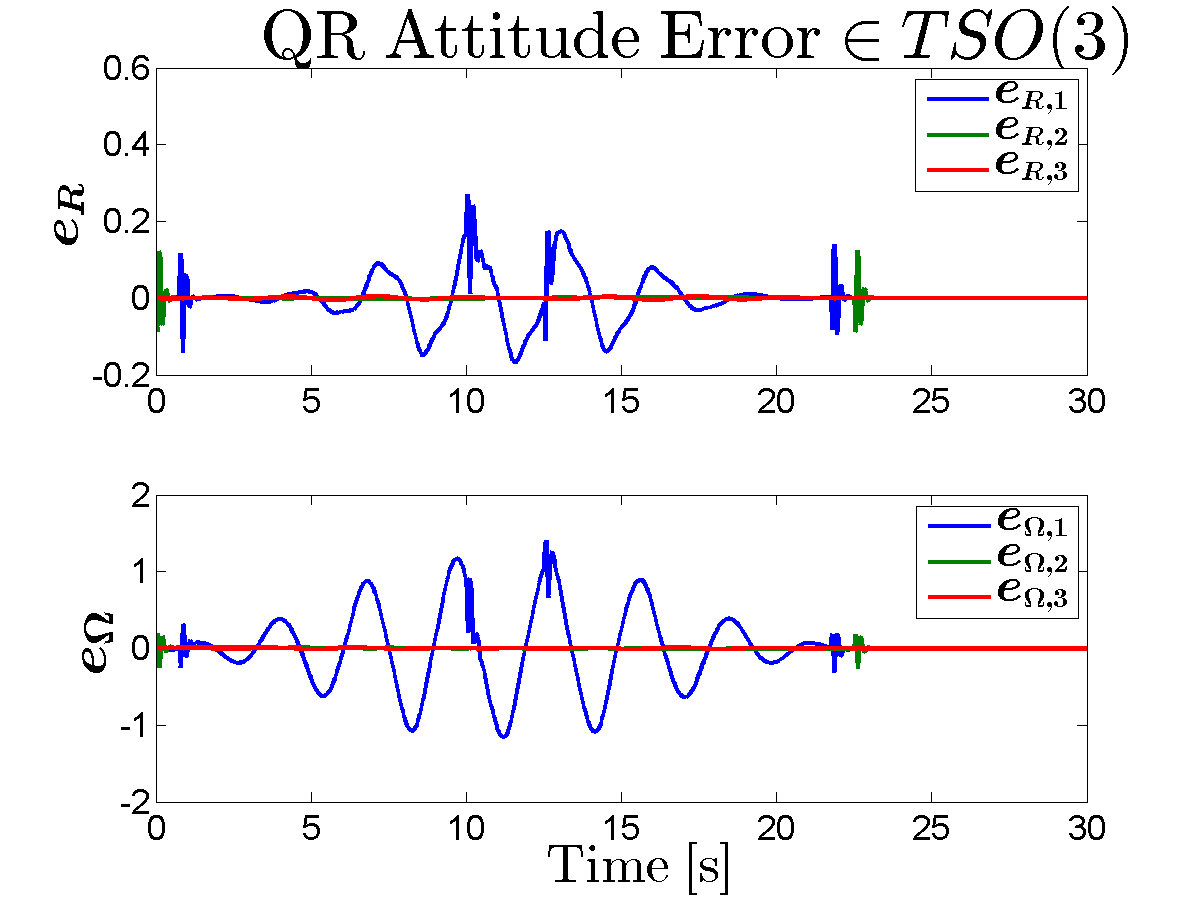 QR Attitude Error ∈ TSO(3)
0.6
0.4
0.2
0
-0.2
e_R
e_{R,1}
e_{R,2}
e_{R,3}
0 5 10 15 20 25 30
2
1
0
-1
-2
e_Ω
e_{Ω,1}
e_{Ω,2}
e_{Ω,3}
0 5 10 15 20 25 30
Time [s]